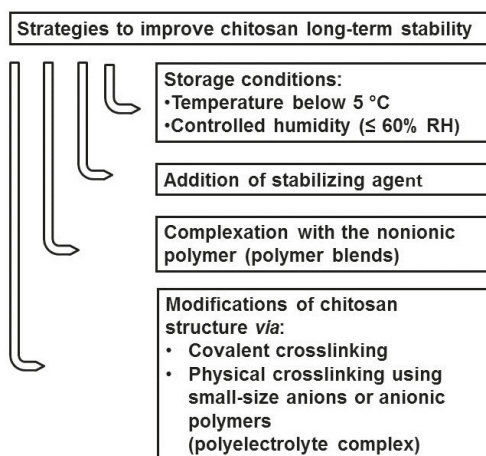 Strategies to improve chitosan long-term stability
Storage conditions:
•Temperature below 5 °C
•Controlled humidity (≤ 60% RH)
Addition of stabilizing agent
Complexation with the nonionic
polymer (polymer blends)
Modifications of chitosan
structure via:
• Covalent crosslinking
• Physical crosslinking using
small-size anions or anionic
polymers
(polyelectrolyte complex)